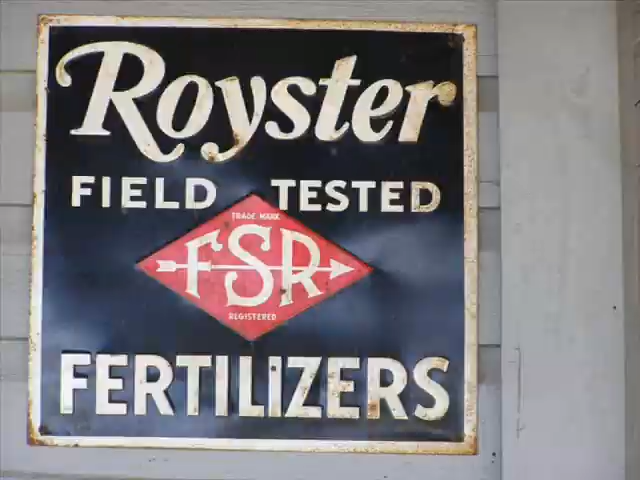 Royster
FIELD TESTED
TRADE MARK
FSR
REGISTERED
FERTILIZERS